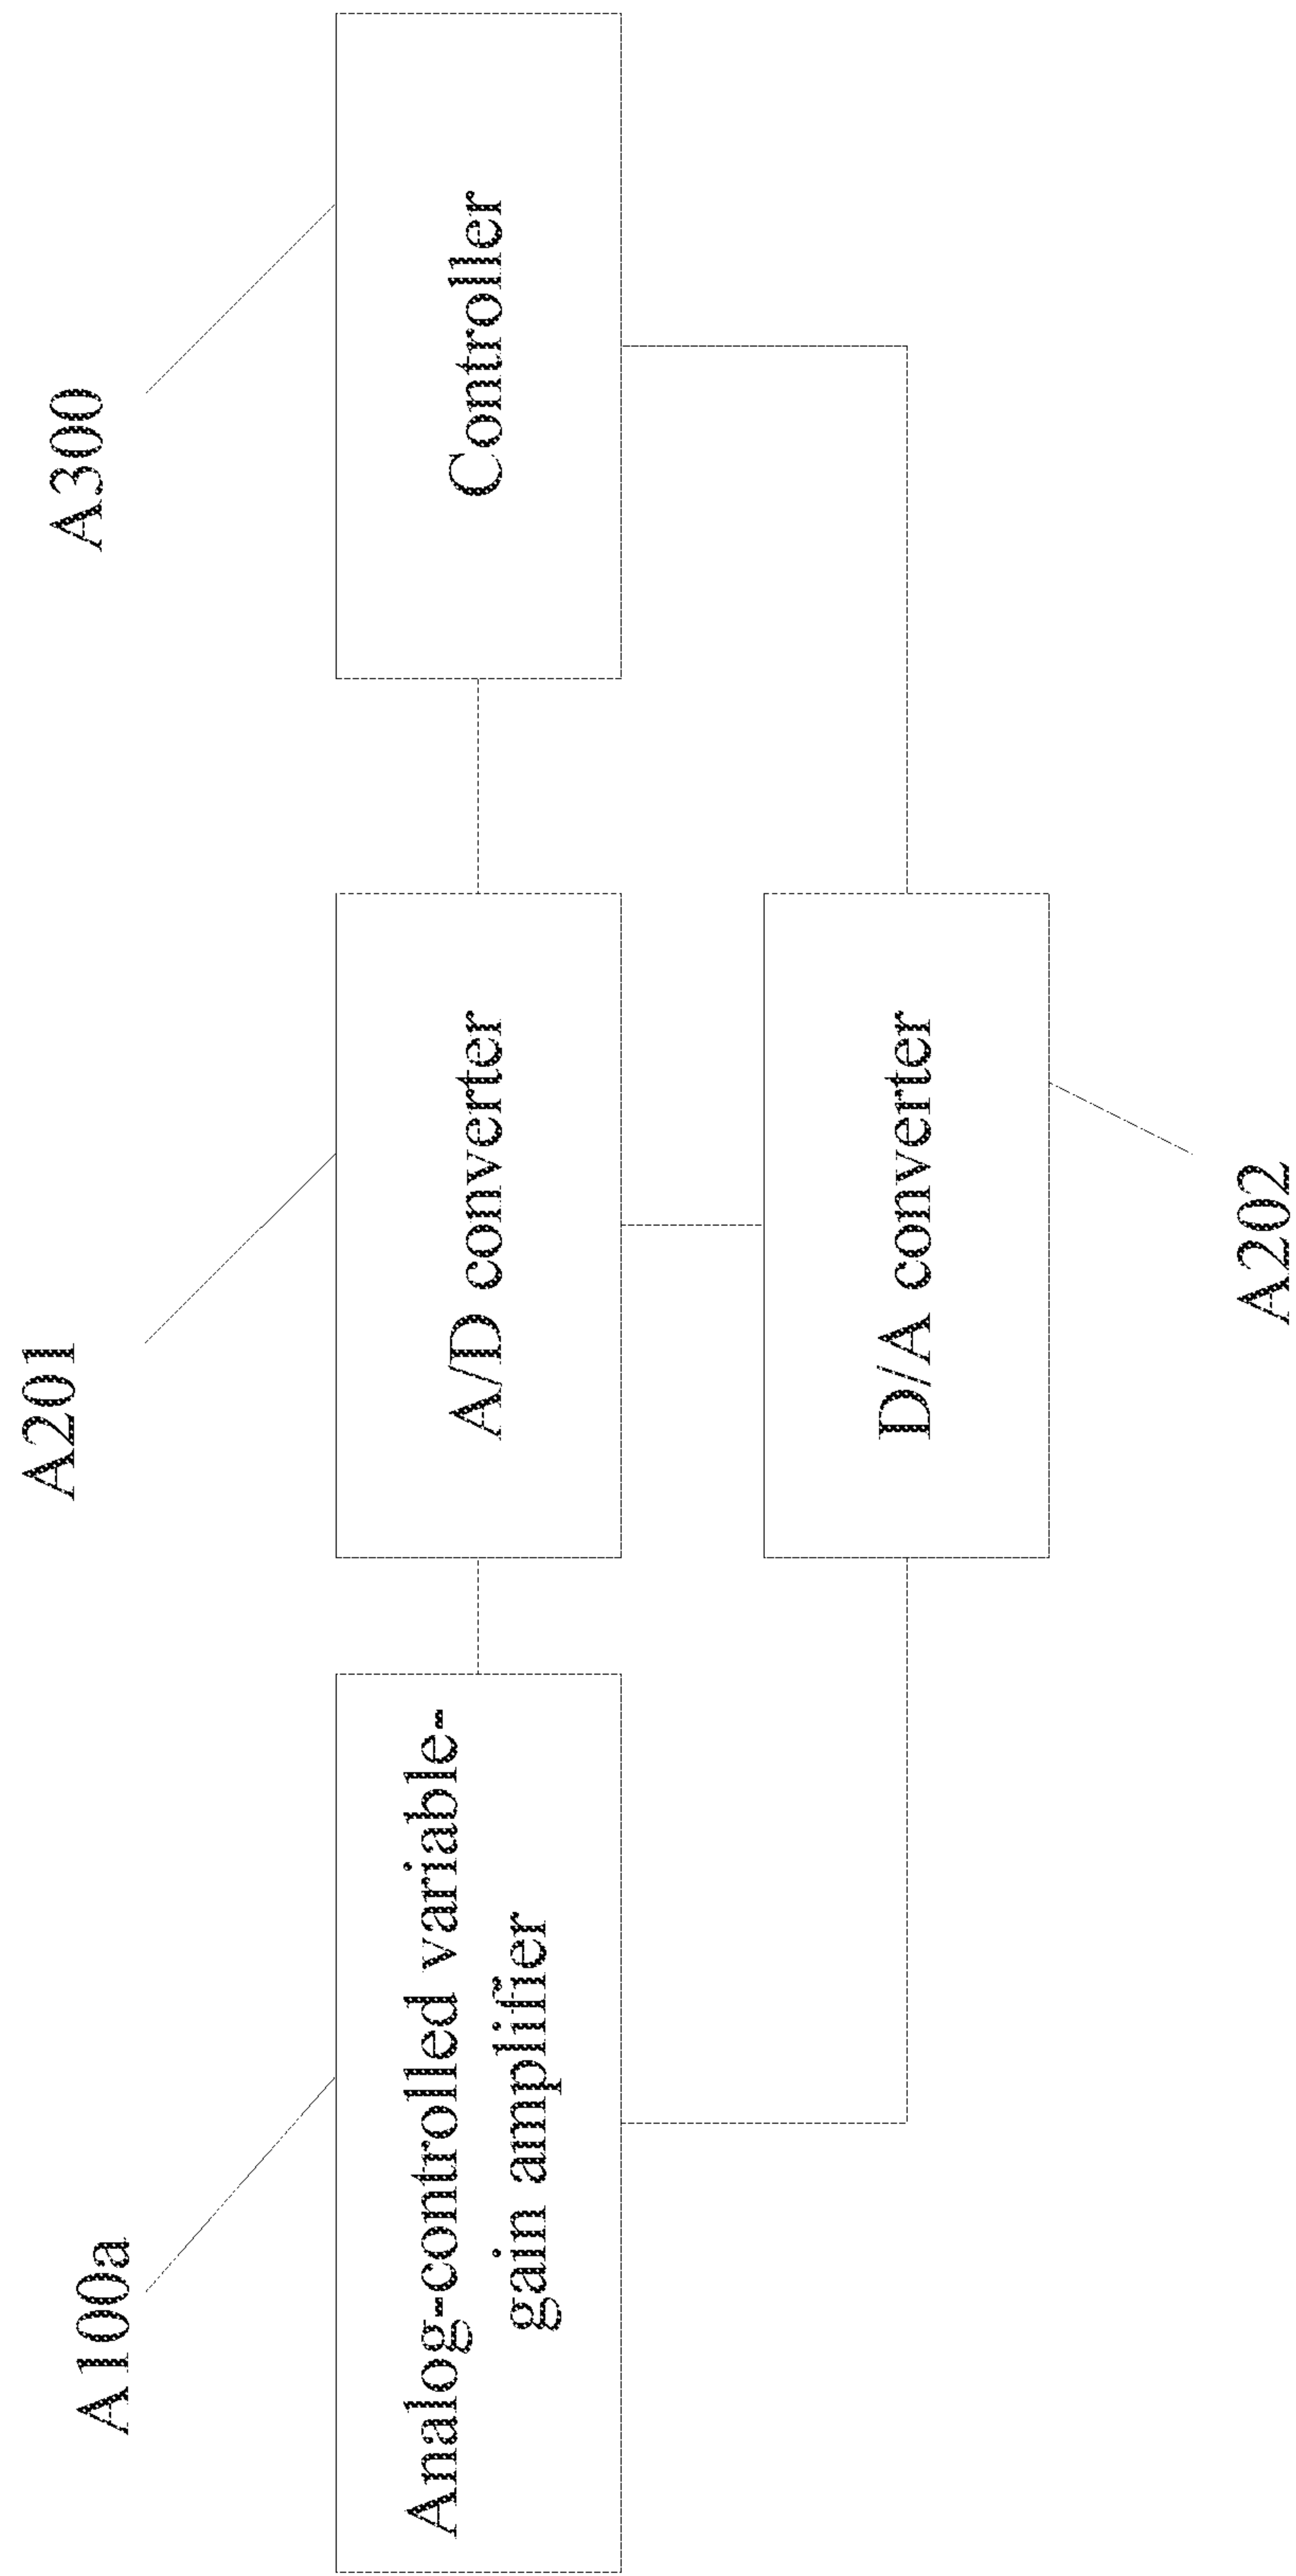 A100a
A201
A300
Analog-controlled variable-
gain amplifier
A/D converter
Controller
D/A converter
A202